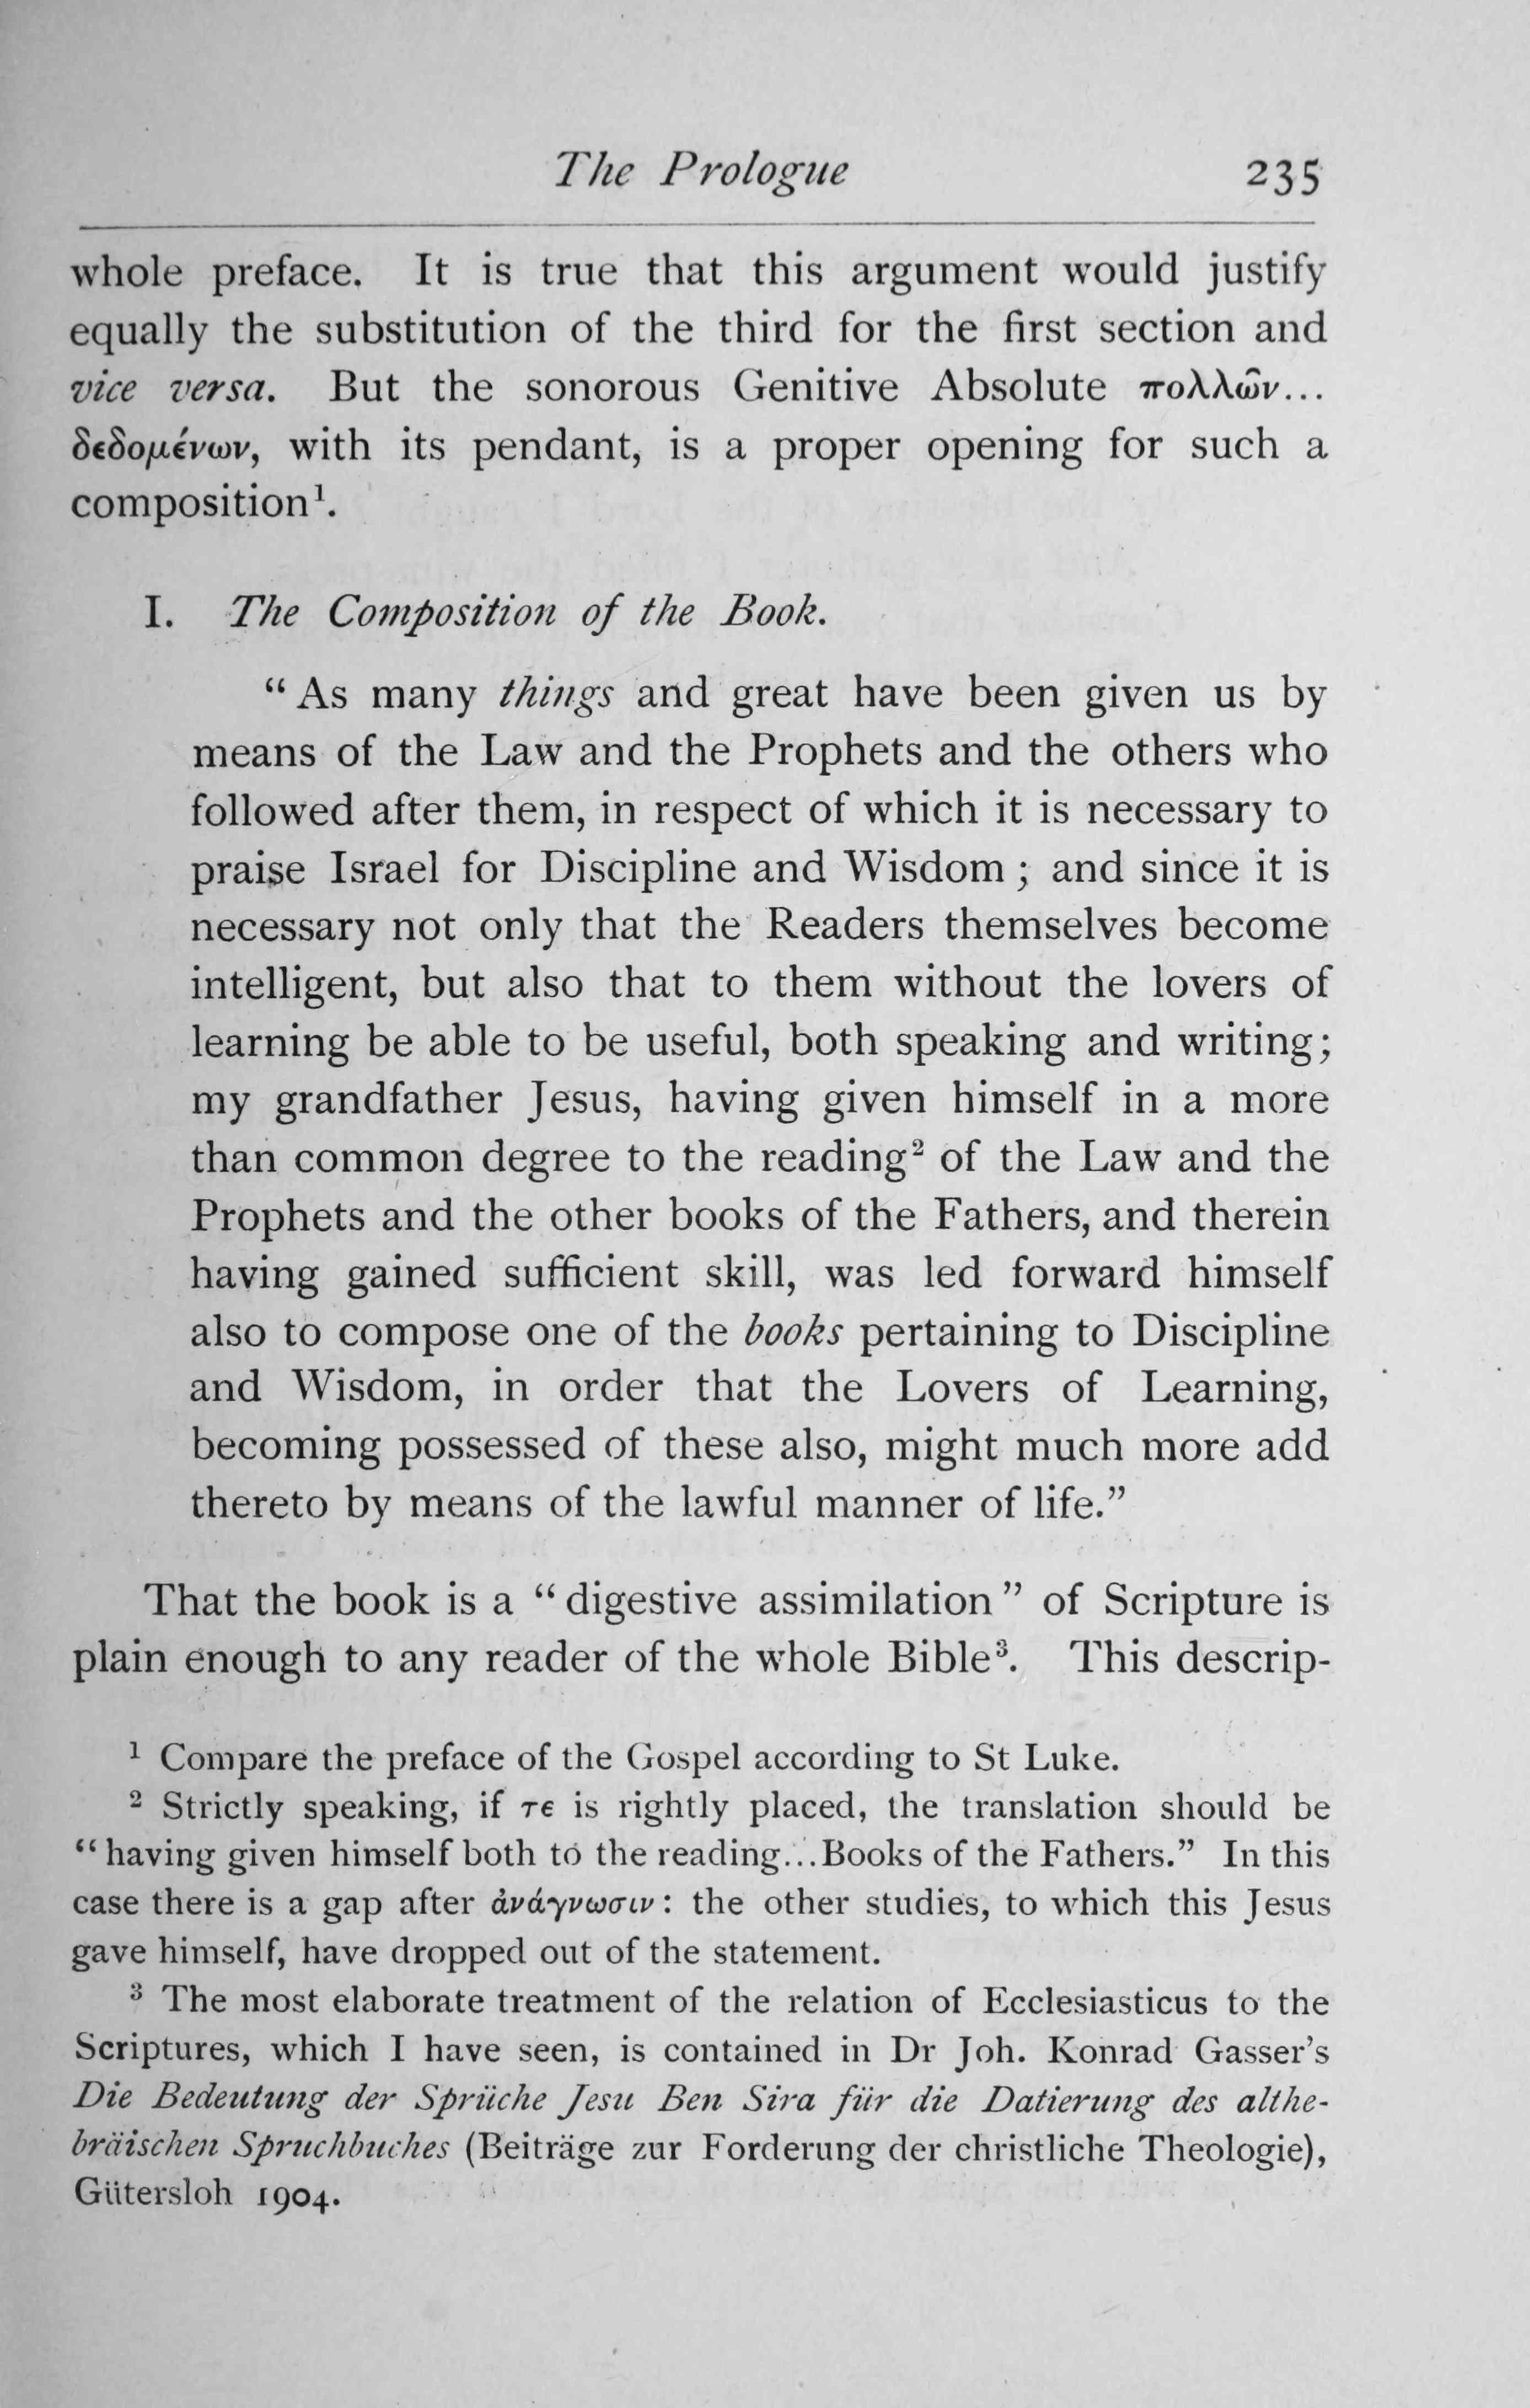 The Prologue 235
whole preface. It is true that this argument would justify
equally the substitution of the third for the first section and
vice versa. But the sonorous Genitive Absolute πολλῶν...
δεδομένων, with its pendant, is a proper opening for such a
composition¹.
I. The Composition of the Book.
“As many things and great have been given us by
means of the Law and the Prophets and the others who
followed after them, in respect of which it is necessary to
praise Israel for Discipline and Wisdom; and since it is
necessary not only that the Readers themselves become
intelligent, but also that to them without the lovers of
learning be able to be useful, both speaking and writing;
my grandfather Jesus, having given himself in a more
than common degree to the reading² of the Law and the
Prophets and the other books of the Fathers, and therein
having gained sufficient skill, was led forward himself
also to compose one of the books pertaining to Discipline
and Wisdom, in order that the Lovers of Learning,
becoming possessed of these also, might much more add
thereto by means of the lawful manner of life.”
That the book is a “digestive assimilation” of Scripture is
plain enough to any reader of the whole Bible³. This descrip-
¹ Compare the preface of the Gospel according to St Luke.
² Strictly speaking, if τε is rightly placed, the translation should be
“having given himself both to the reading...Books of the Fathers.” In this
case there is a gap after ἀνάγνωσιν: the other studies, to which this Jesus
gave himself, have dropped out of the statement.
³ The most elaborate treatment of the relation of Ecclesiasticus to the
Scriptures, which I have seen, is contained in Dr Joh. Konrad Gasser’s
Die Bedeutung der Sprüche Jesu Ben Sira für die Datierung des althe-
bräischen Spruchbuches (Beiträge zur Forderung der christliche Theologie),
Gütersloh 1904.